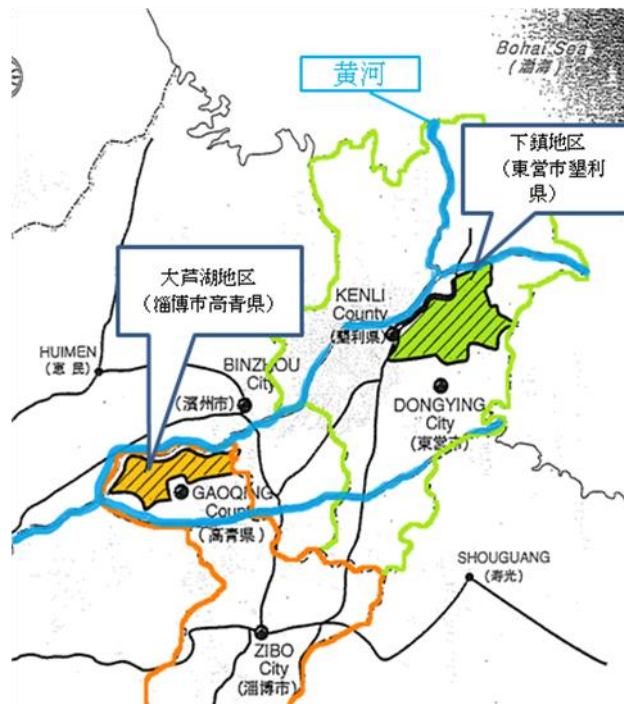 Bohai Sea
(渤海)
黄河
下鎮地区
(東営市墾利
県)
大芦湖地区
(淄博市高青県)
KENLI
County
(墾利県)
HUIMEN
(恵民)
BINZHOU
City
(濱州市)
DONGYING
City
(東営市)
GAOQING
County
(高青県)
SHOUGUANG
(寿光)
ZIBO
City
(淄博市)